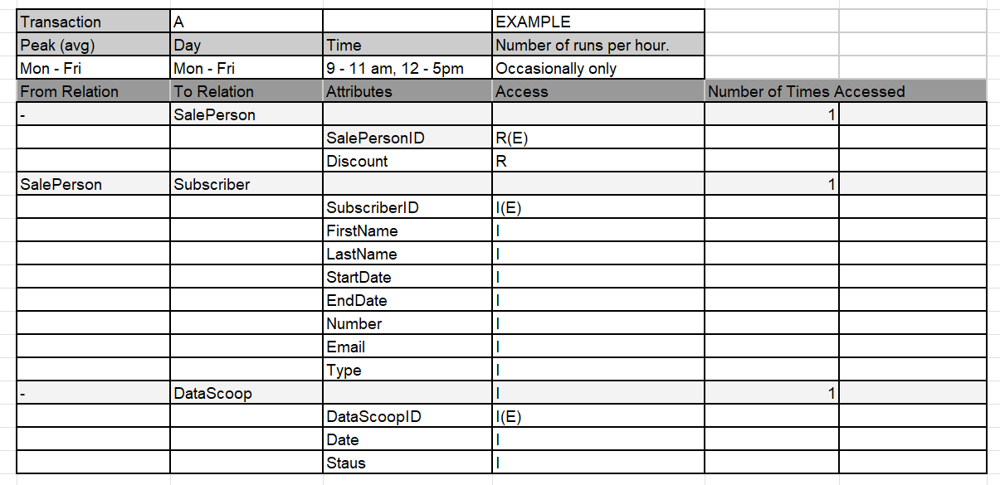 Transaction A EXAMPLE
Peak (avg) Day Time Number of runs per hour.
Mon - Fri Mon - Fri 9 - 11 am, 12 - 5pm Occasionally only
From Relation To Relation Attributes Access Number of Times Accessed
- SalePerson 1
SalePersonID R(E)
Discount R
SalePerson Subscriber 1
SubscriberID I(E)
FirstName I
LastName I
StartDate I
EndDate I
Number I
Email I
Type I
- DataScoop I 1
DataScoopID I(E)
Date I
Staus I